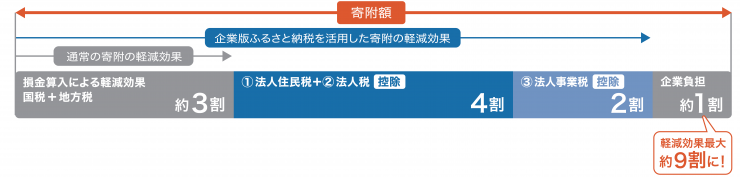 寄附額
企業版ふるさと納税を活用した寄附の軽減効果
通常の寄附の軽減効果
損金算入による軽減効果
国税＋地方税
約3割
①法人住民税＋②法人税 控除
4割
③法人事業税 控除
2割
企業負担
約1割
軽減効果最大
約9割に!